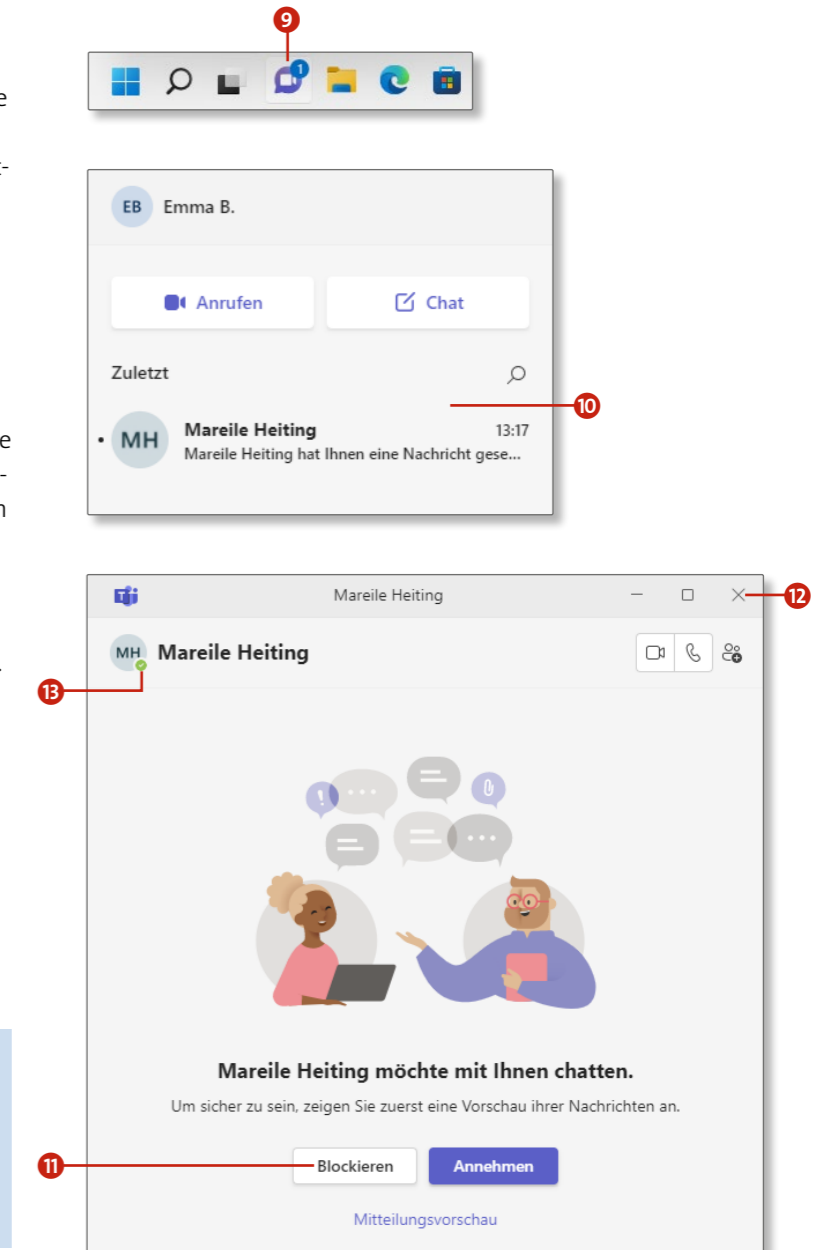 9
1
e
t-
EB Emma B.
Anrufen Chat
Zuletzt
10
MH Mareile Heiting 13:17
Mareile Heiting hat Ihnen eine Nachricht gese...
e
-
n
Mareile Heiting
12
MH Mareile Heiting
13
Mareile Heiting möchte mit Ihnen chatten.
Um sicher zu sein, zeigen Sie zuerst eine Vorschau ihrer Nachrichten an.
11
Blockieren Annehmen
Mitteilungsvorschau